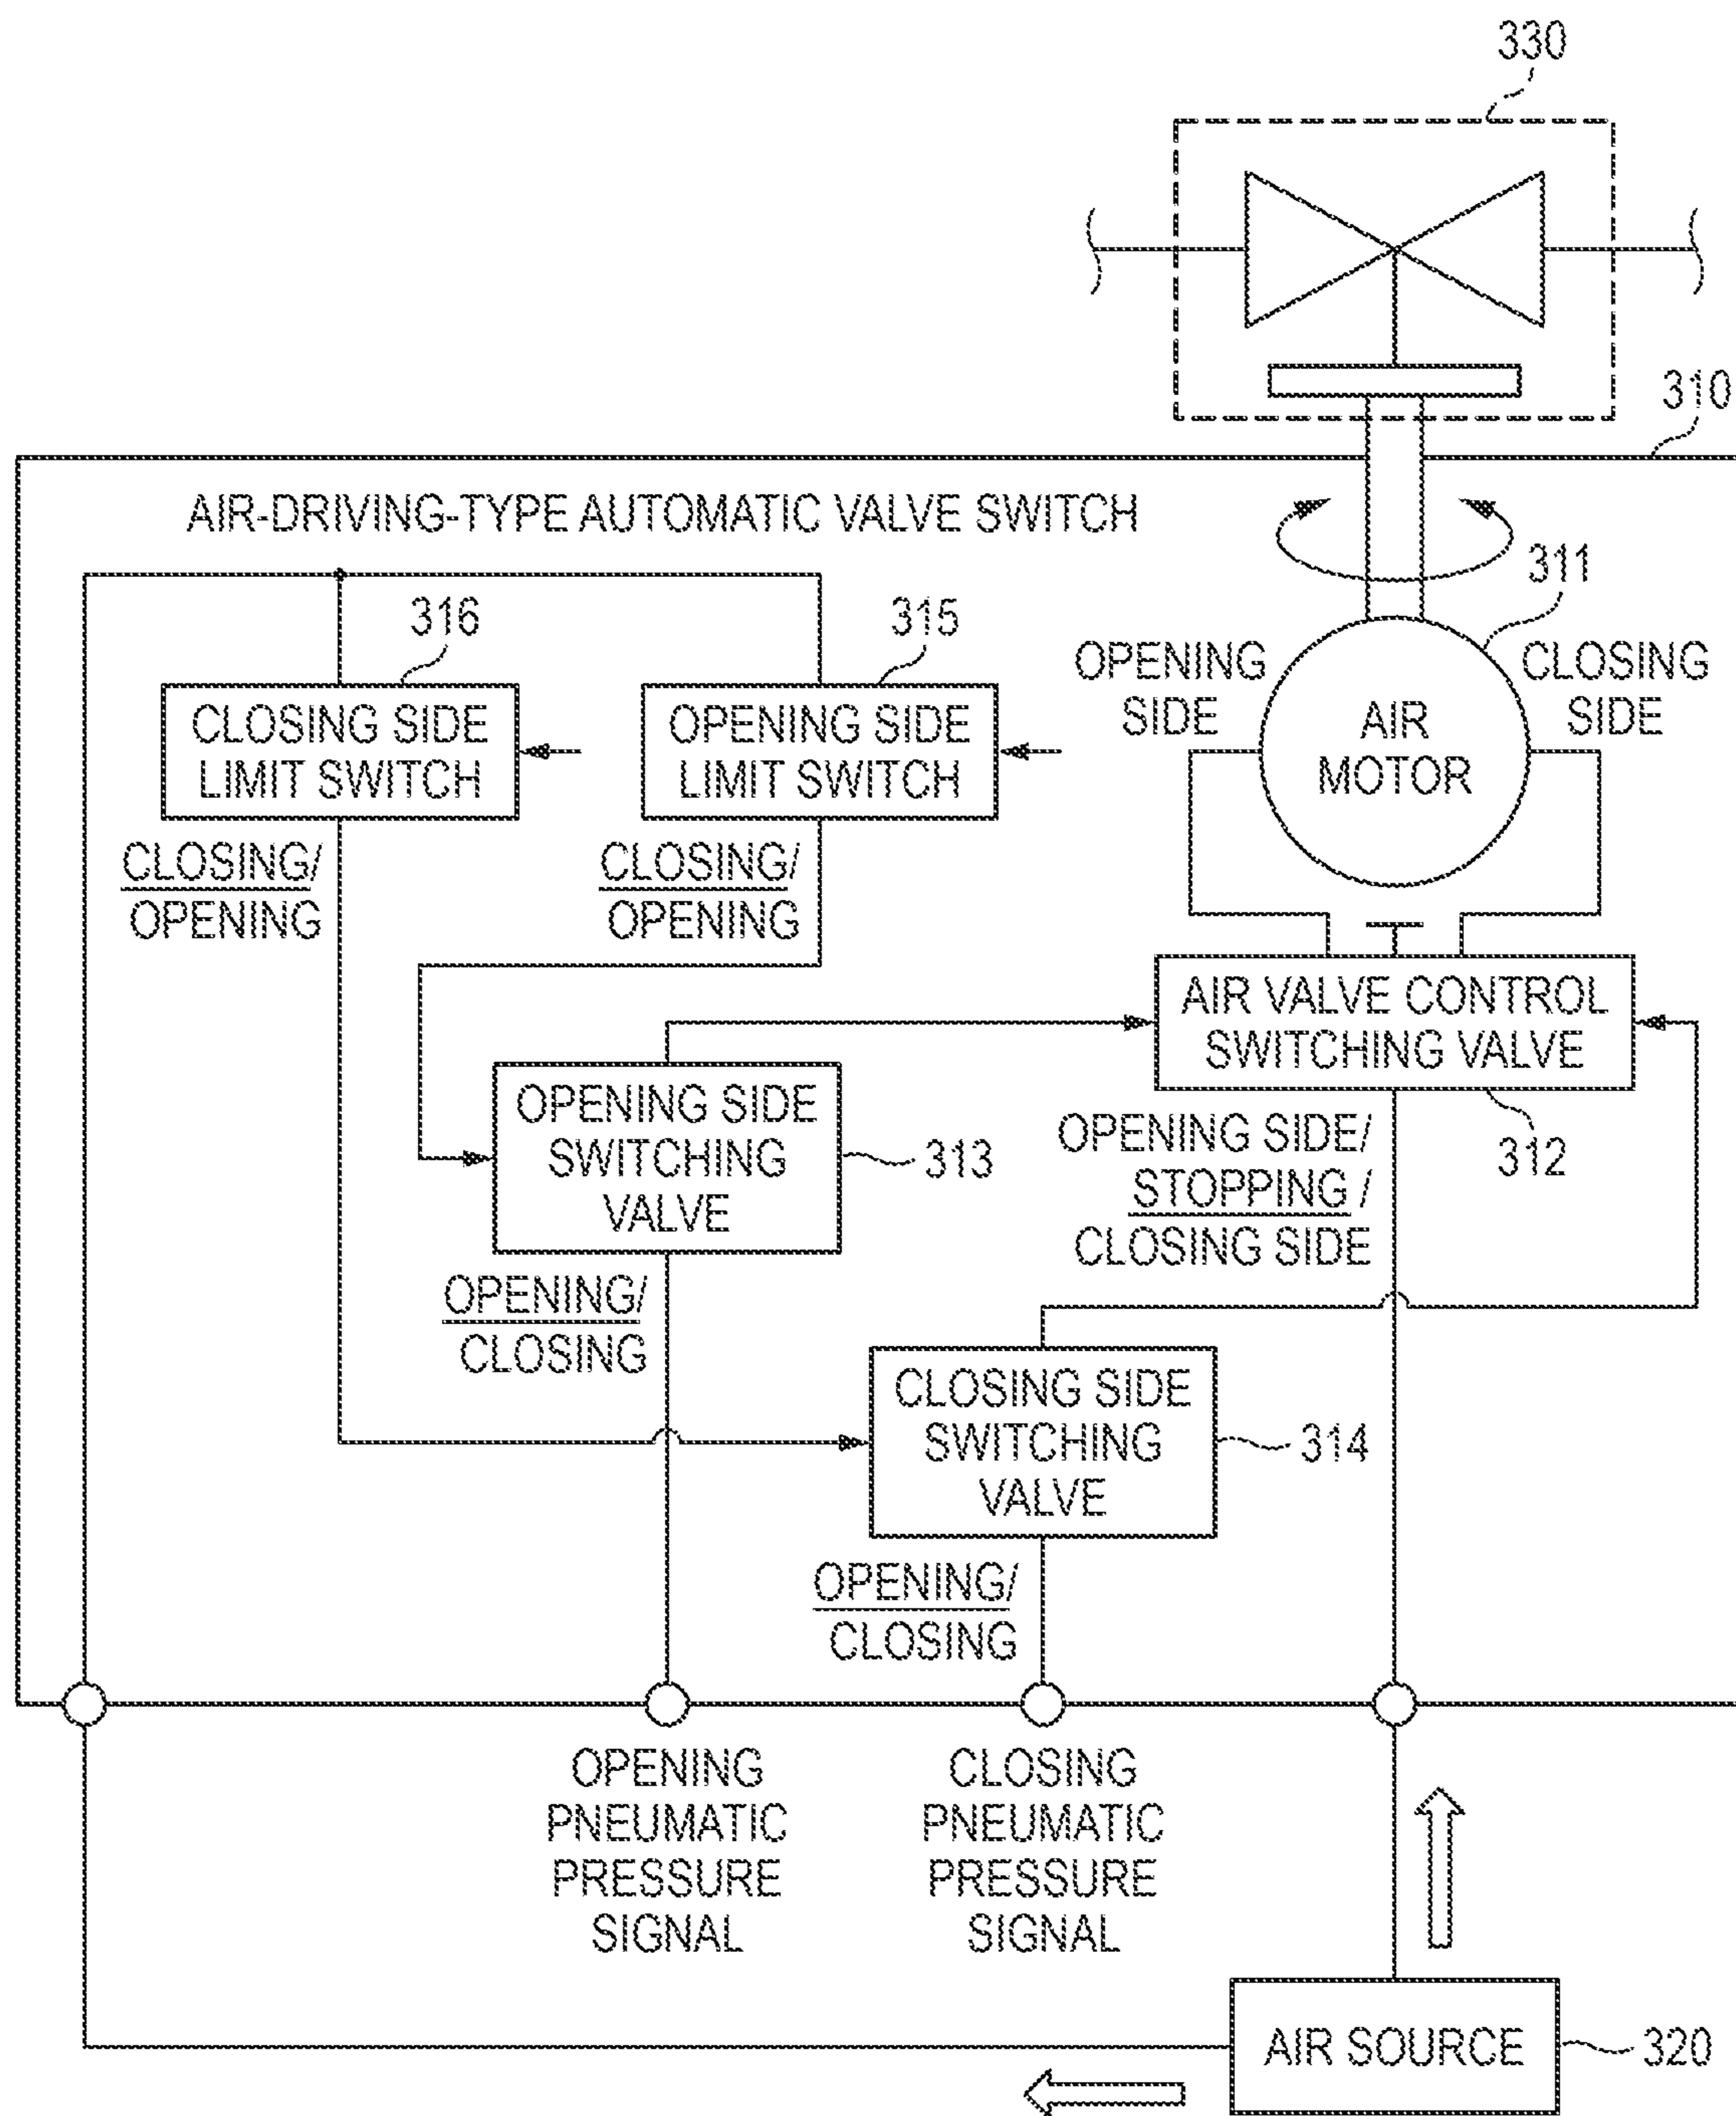 330
310
AIR-DRIVING-TYPE AUTOMATIC VALVE SWITCH
311
316
315
OPENING
SIDE
CLOSING
SIDE
CLOSING SIDE
LIMIT SWITCH
OPENING SIDE
LIMIT SWITCH
AIR
MOTOR
CLOSING/
OPENING
CLOSING/
OPENING
AIR VALVE CONTROL
SWITCHING VALVE
OPENING SIDE
SWITCHING
VALVE
313
OPENING SIDE/
STOPPING /
CLOSING SIDE
312
OPENING/
CLOSING
CLOSING SIDE
SWITCHING
VALVE
314
OPENING/
CLOSING
OPENING
PNEUMATIC
PRESSURE
SIGNAL
CLOSING
PNEUMATIC
PRESSURE
SIGNAL
AIR SOURCE
320